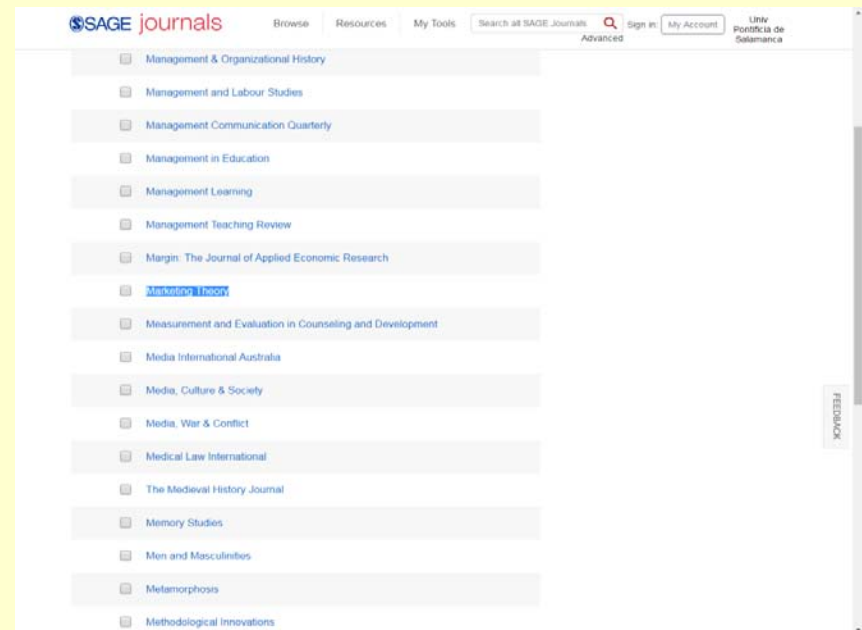 SAGE journals
Browse Resources My Tools Search all SAGE Journals Sign in: My Account Univ Pontificia de Salamanca
Advanced
Management & Organizational History
Management and Labour Studies
Management Communication Quarterly
Management in Education
Management Learning
Management Teaching Review
Margin: The Journal of Applied Economic Research
Marketing Theory
Measurement and Evaluation in Counseling and Development
Media International Australia
Media, Culture & Society
Media, War & Conflict
Medical Law International
The Medieval History Journal
Memory Studies
Men and Masculinities
Metamorphosis
Methodological Innovations
FEEDBACK